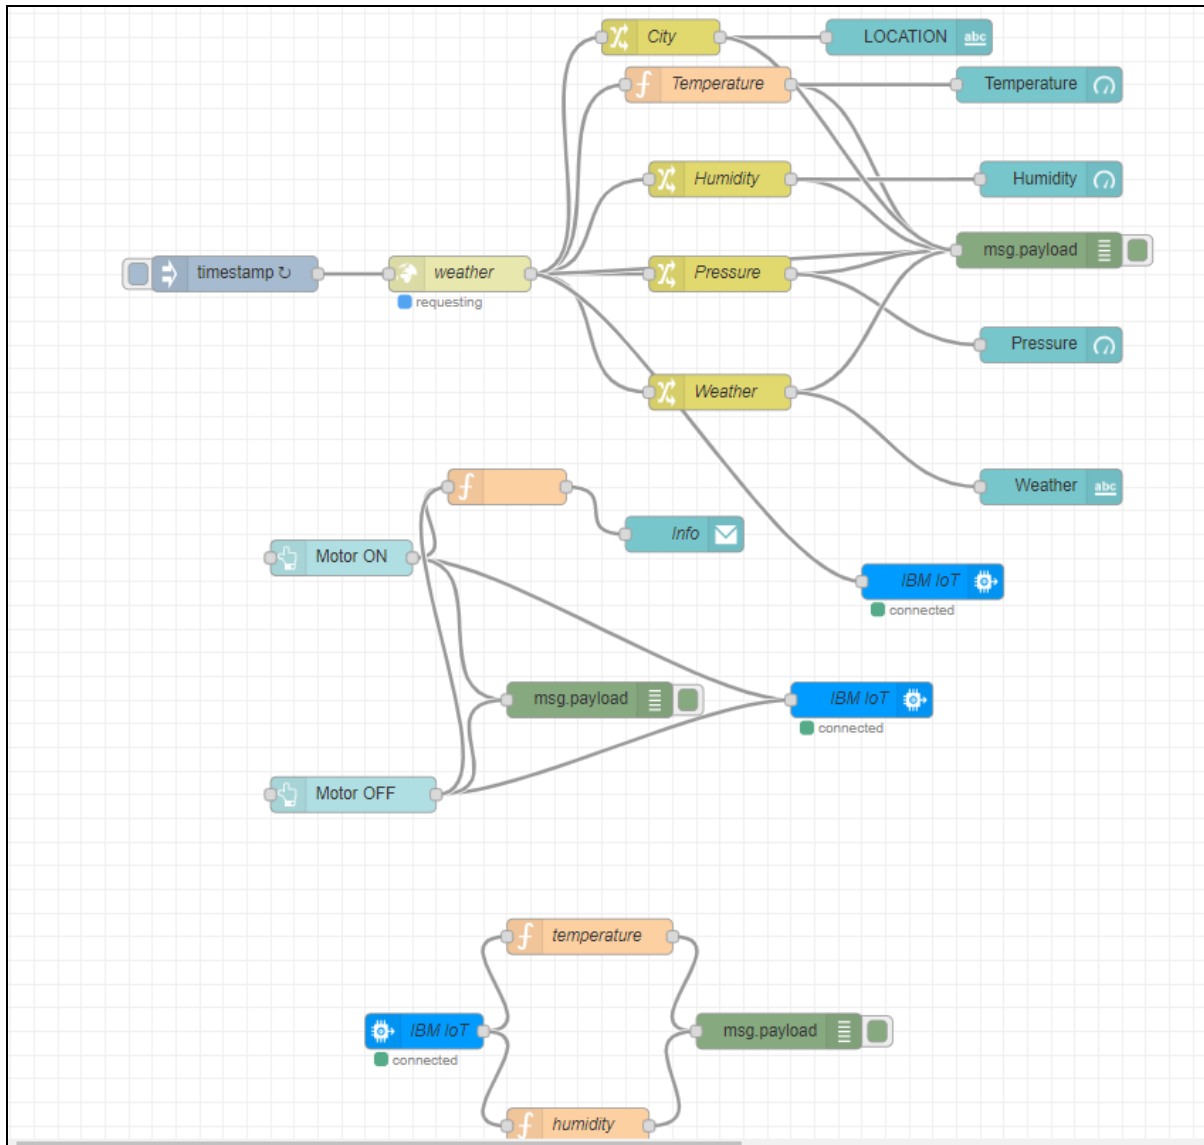 City
LOCATION abc
Temperature
Temperature
Humidity
Humidity
msg.payload
timestamp ↻
weather
Pressure
requesting
Pressure
Weather
Weather abc
Info
Motor ON
IBM IoT
connected
msg.payload
IBM IoT
connected
Motor OFF
temperature
IBM IoT
msg.payload
connected
humidity